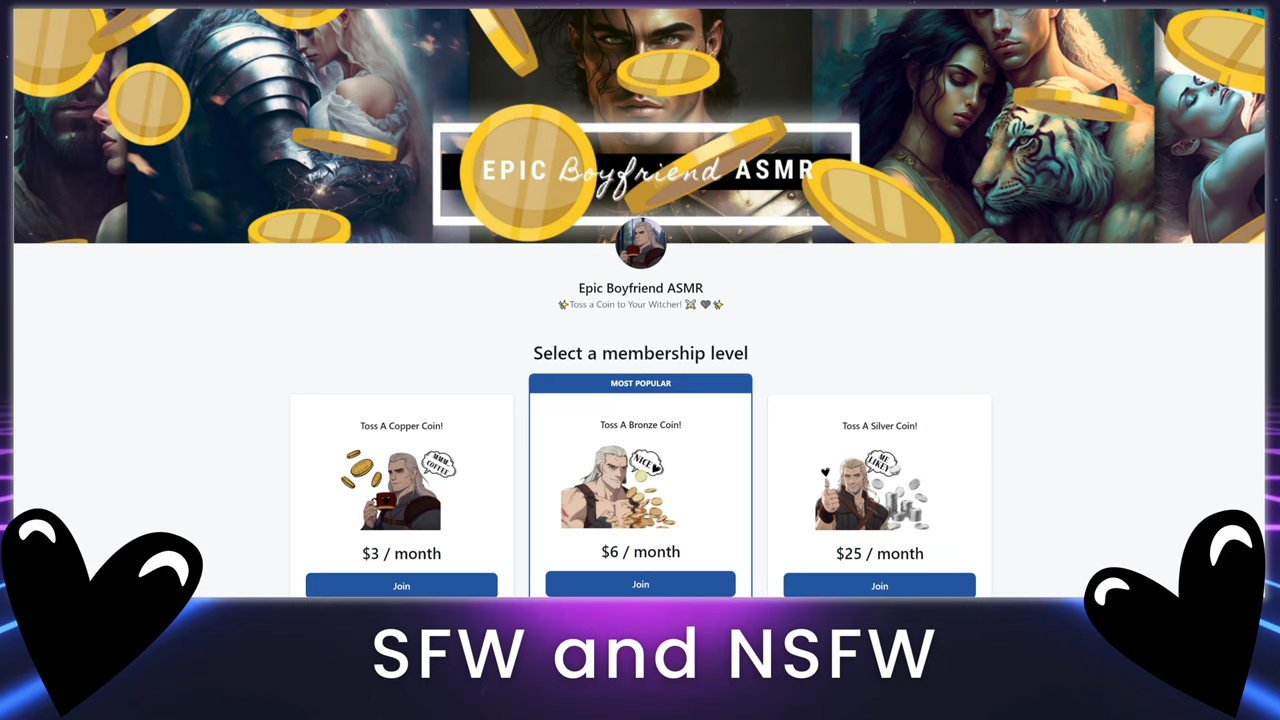 EPIC Boyfriend ASMR
Epic Boyfriend ASMR
✨Toss a Coin to Your Witcher! ⚔️ 🖤✨
Select a membership level
MOST POPULAR
Toss A Copper Coin!
MMM COFFEE
$3 / month
Join
Toss A Bronze Coin!
NICE
$6 / month
Join
Toss A Silver Coin!
ME LIKEY
$25 / month
Join
SFW and NSFW